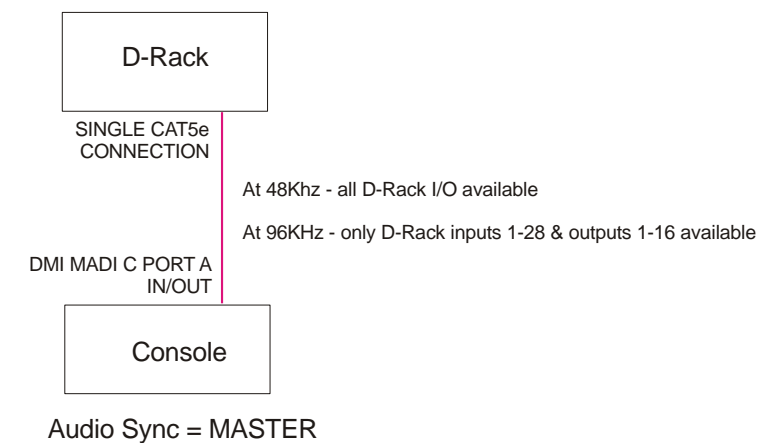 D-Rack
SINGLE CAT5e
CONNECTION
At 48Khz - all D-Rack I/O available
At 96KHz - only D-Rack inputs 1-28 & outputs 1-16 available
DMI MADI C PORT A
IN/OUT
Console
Audio Sync = MASTER